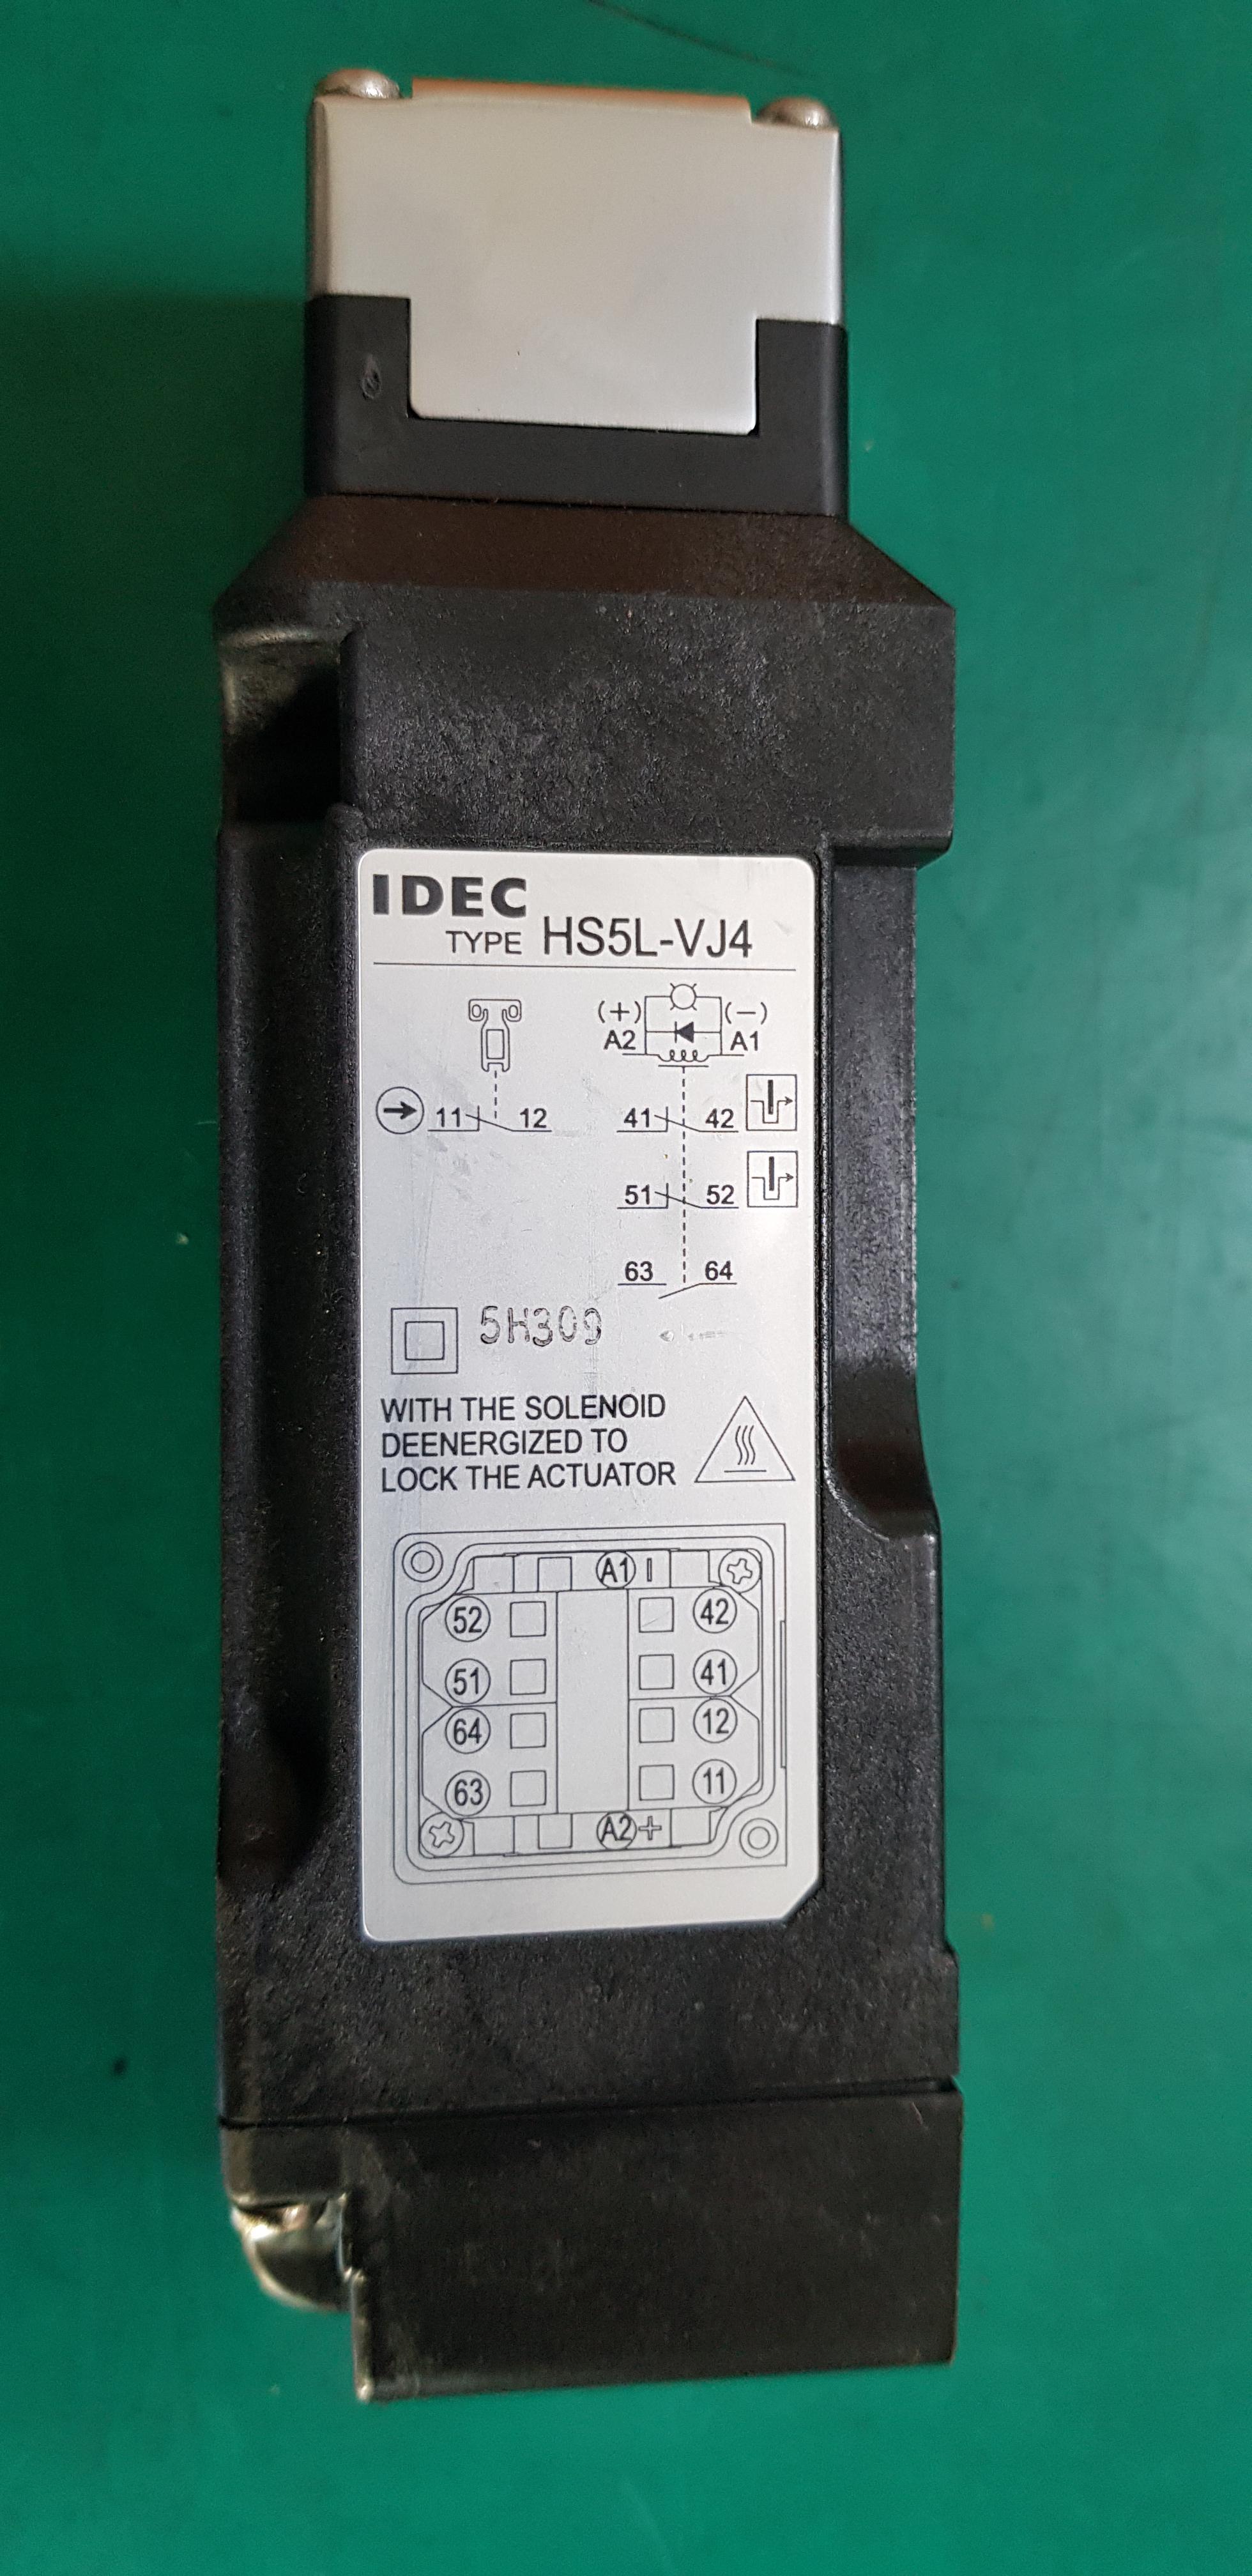 IDEC
TYPE HS5L-VJ4
(+) (−)
A2 A1
11 12 41 42
51 52
63 64
5H309
WITH THE SOLENOID
DEENERGIZED TO
LOCK THE ACTUATOR
A1 −
52 42
51 41
64 12
63 11
A2 +